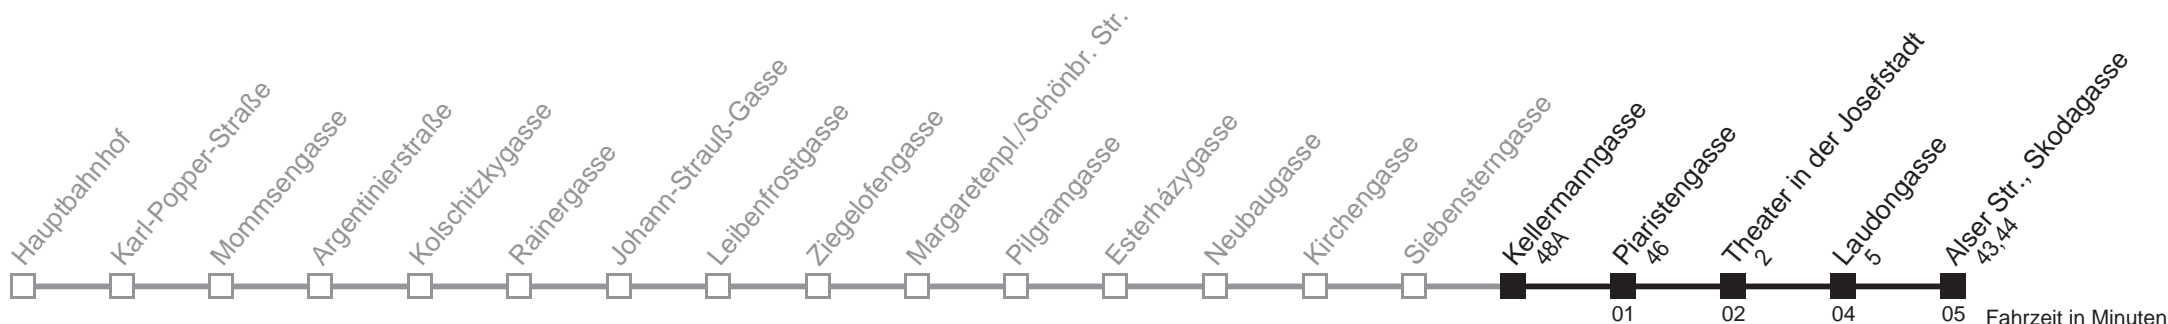 Hauptbahnhof
Karl-Popper-Straße
Mommsengasse
Argentinierstraße
Kolschitzkygasse
Rainergasse
Johann-Strauß-Gasse
Leibenfrostgasse
Ziegelofengasse
Margaretenpl./Schönbr. Str.
Pilgramgasse
Esterházygasse
Neubaugasse
Kirchengasse
Siebensterngasse
Kellermanngasse
48A
Piaristengasse
46
Theater in der Josefstadt
2
Laudongasse
5
Alser Str., Skodagasse
43,44
01
02
04
05
Fahrzeit in Minuten